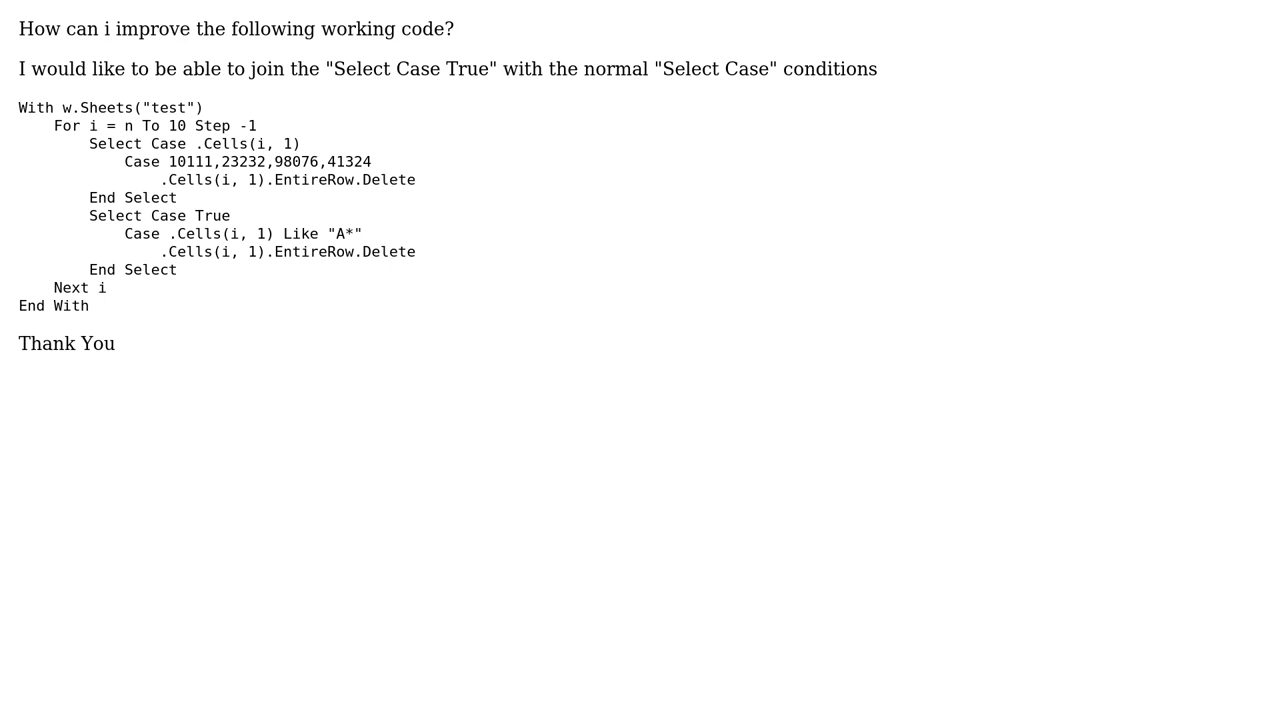 How can i improve the following working code?
I would like to be able to join the "Select Case True" with the normal "Select Case" conditions
With w.Sheets("test")
    For i = n To 10 Step -1
        Select Case .Cells(i, 1)
            Case 10111,23232,98076,41324
                .Cells(i, 1).EntireRow.Delete
        End Select
        Select Case True
            Case .Cells(i, 1) Like "A*"
                .Cells(i, 1).EntireRow.Delete
        End Select
    Next i
End With
Thank You